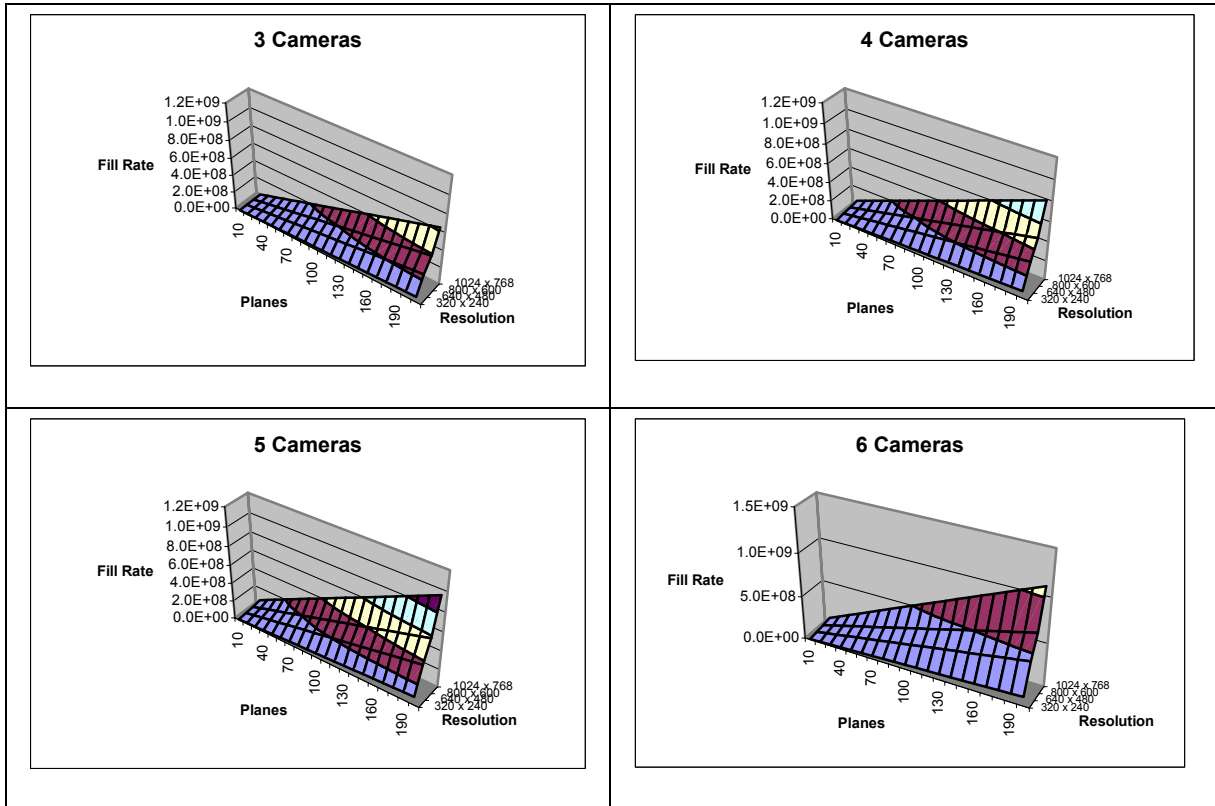 3 Cameras
1.2E+09
1.0E+09
8.0E+08
6.0E+08
4.0E+08
2.0E+08
0.0E+00
Fill Rate
10
40
70
100
130
160
190
Planes
1024 x 768
800 x 600
640 x 480
320 x 240
Resolution
4 Cameras
1.2E+09
1.0E+09
8.0E+08
6.0E+08
4.0E+08
2.0E+08
0.0E+00
Fill Rate
10
40
70
100
130
160
190
Planes
1024 x 768
800 x 600
640 x 480
320 x 240
Resolution
5 Cameras
1.2E+09
1.0E+09
8.0E+08
6.0E+08
4.0E+08
2.0E+08
0.0E+00
Fill Rate
10
40
70
100
130
160
190
Planes
1024 x 768
800 x 600
640 x 480
320 x 240
Resolution
6 Cameras
1.5E+09
1.0E+09
5.0E+08
0.0E+00
Fill Rate
10
40
70
100
130
160
190
Planes
1024 x 768
800 x 600
640 x 480
320 x 240
Resolution